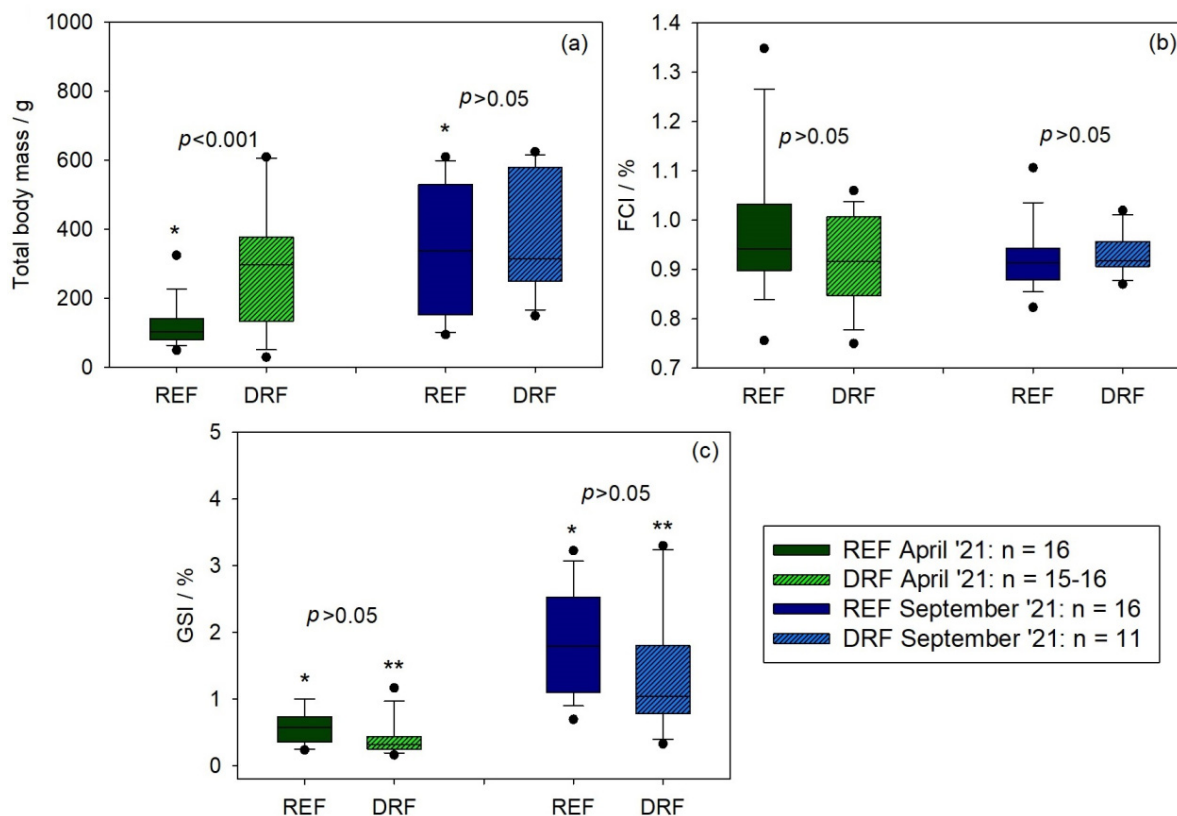 (a)
Total body mass / g
1000
800
600
400
200
0
p<0.001
p>0.05
*
*
REF
DRF
REF
DRF
(b)
FCI / %
1.4
1.3
1.2
1.1
1.0
0.9
0.8
0.7
p>0.05
p>0.05
REF
DRF
REF
DRF
(c)
GSI / %
5
4
3
2
1
0
p>0.05
p>0.05
*
**
*
**
REF
DRF
REF
DRF
REF April '21: n = 16
DRF April '21: n = 15-16
REF September '21: n = 16
DRF September '21: n = 11